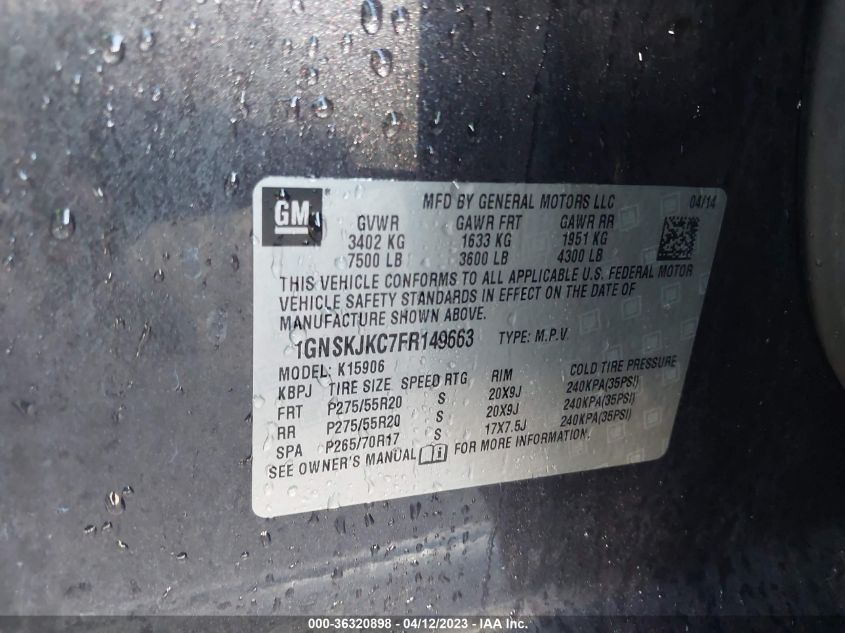 GM
®
MFD BY GENERAL MOTORS LLC 04/14
GVWR GAWR FRT GAWR RR
3402 KG 1633 KG 1951 KG
7500 LB 3600 LB 4300 LB
THIS VEHICLE CONFORMS TO ALL APPLICABLE U.S. FEDERAL MOTOR
VEHICLE SAFETY STANDARDS IN EFFECT ON THE DATE OF
MANUFACTURE SHOWN ABOVE.
1GNSKJKC7FR149663 TYPE: M.P.V
MODEL: K15906
KBPJ TIRE SIZE SPEED RTG RIM COLD TIRE PRESSURE
FRT P275/55R20 S 20X9J 240KPA(35PSI)
RR P275/55R20 S 20X9J 240KPA(35PSI)
SPA P265/70R17 S 17X7.5J 240KPA(35PSI)
SEE OWNER'S MANUAL FOR MORE INFORMATION.
000-36320898 - 04/12/2023 - IAA Inc.